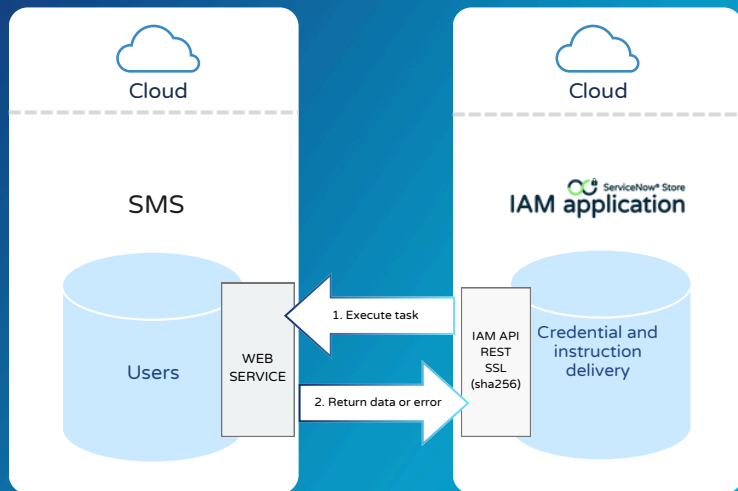 Cloud
SMS
Users
WEB
SERVICE
1. Execute task
2. Return data or error
Cloud
ServiceNow® Store
IAM application
IAM API
REST
SSL
(sha256)
Credential and
instruction
delivery